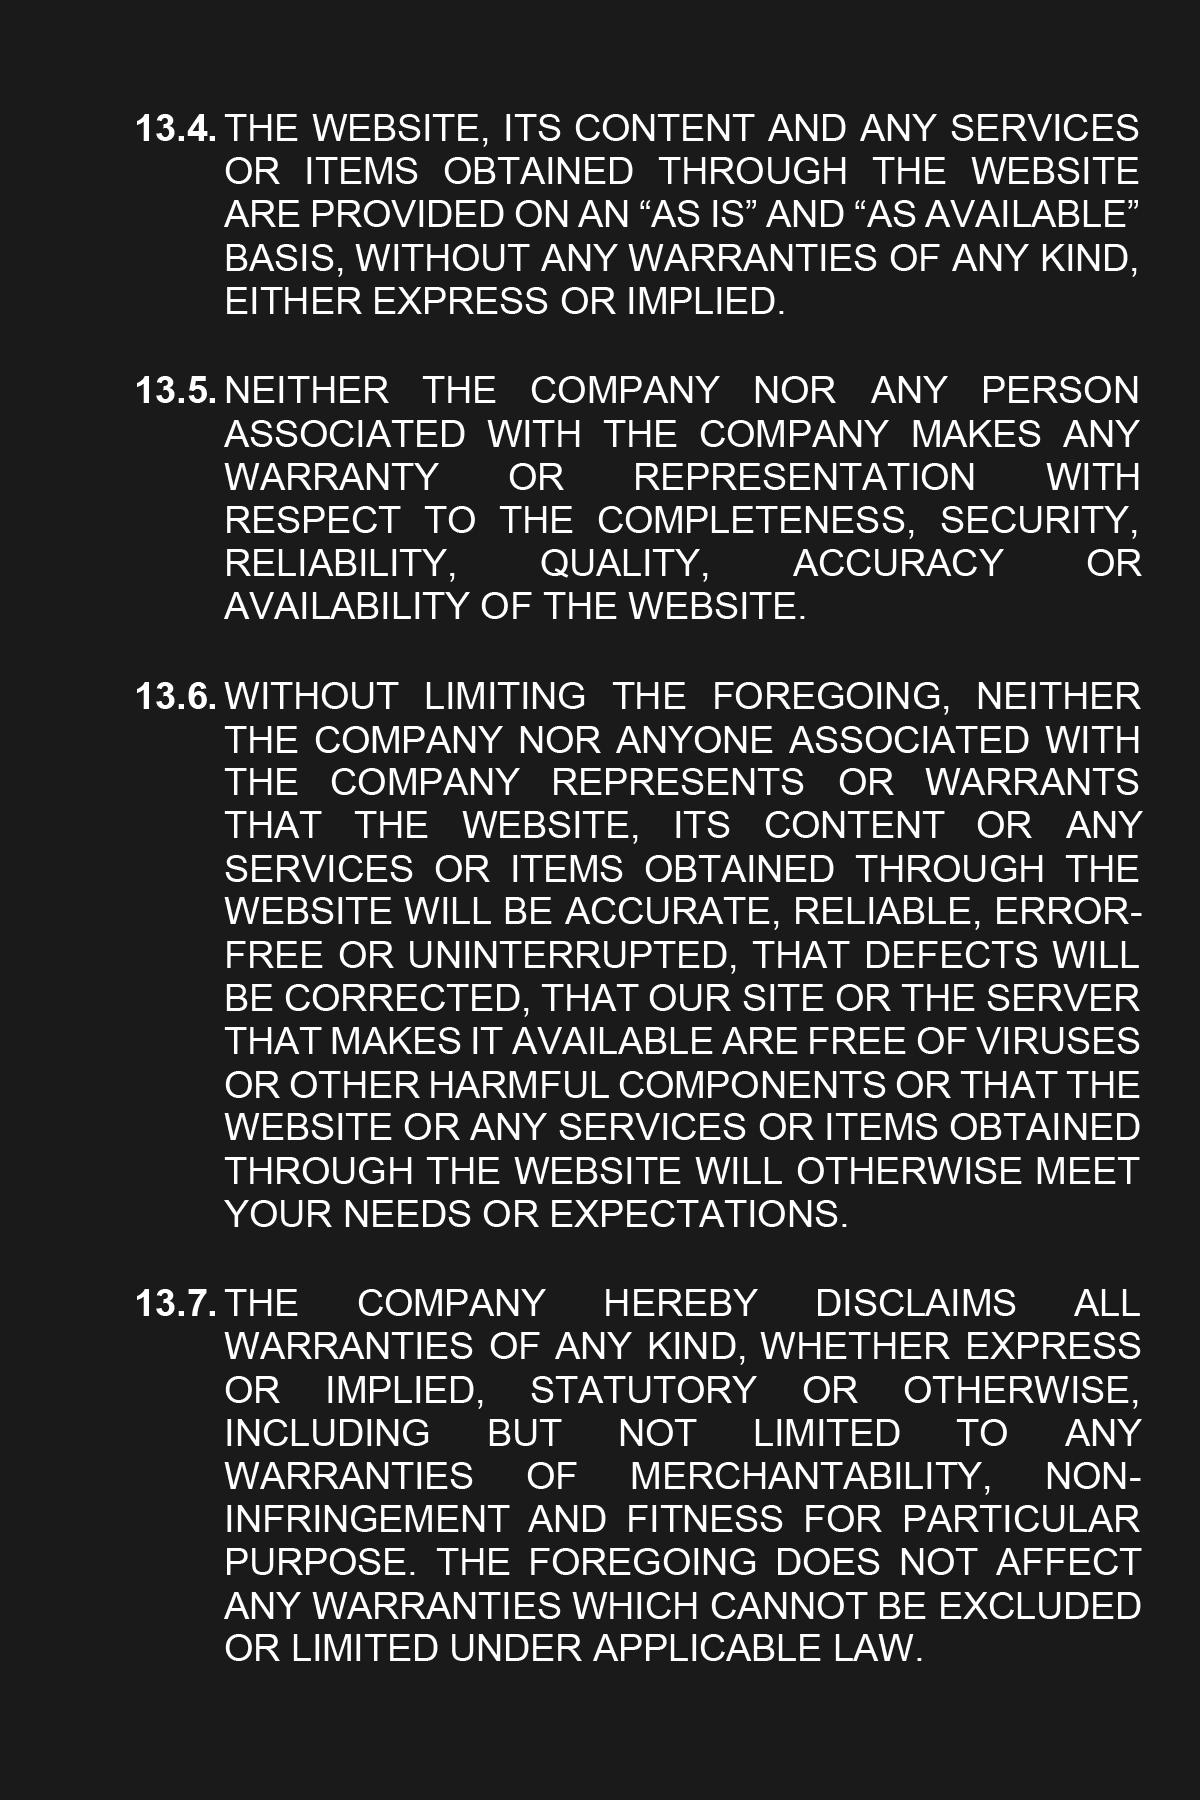 13.4. THE WEBSITE, ITS CONTENT AND ANY SERVICES
OR ITEMS OBTAINED THROUGH THE WEBSITE
ARE PROVIDED ON AN “AS IS” AND “AS AVAILABLE”
BASIS, WITHOUT ANY WARRANTIES OF ANY KIND,
EITHER EXPRESS OR IMPLIED.
13.5. NEITHER THE COMPANY NOR ANY PERSON
ASSOCIATED WITH THE COMPANY MAKES ANY
WARRANTY OR REPRESENTATION WITH
RESPECT TO THE COMPLETENESS, SECURITY,
RELIABILITY, QUALITY, ACCURACY OR
AVAILABILITY OF THE WEBSITE.
13.6. WITHOUT LIMITING THE FOREGOING, NEITHER
THE COMPANY NOR ANYONE ASSOCIATED WITH
THE COMPANY REPRESENTS OR WARRANTS
THAT THE WEBSITE, ITS CONTENT OR ANY
SERVICES OR ITEMS OBTAINED THROUGH THE
WEBSITE WILL BE ACCURATE, RELIABLE, ERROR-
FREE OR UNINTERRUPTED, THAT DEFECTS WILL
BE CORRECTED, THAT OUR SITE OR THE SERVER
THAT MAKES IT AVAILABLE ARE FREE OF VIRUSES
OR OTHER HARMFUL COMPONENTS OR THAT THE
WEBSITE OR ANY SERVICES OR ITEMS OBTAINED
THROUGH THE WEBSITE WILL OTHERWISE MEET
YOUR NEEDS OR EXPECTATIONS.
13.7. THE COMPANY HEREBY DISCLAIMS ALL
WARRANTIES OF ANY KIND, WHETHER EXPRESS
OR IMPLIED, STATUTORY OR OTHERWISE,
INCLUDING BUT NOT LIMITED TO ANY
WARRANTIES OF MERCHANTABILITY, NON-
INFRINGEMENT AND FITNESS FOR PARTICULAR
PURPOSE. THE FOREGOING DOES NOT AFFECT
ANY WARRANTIES WHICH CANNOT BE EXCLUDED
OR LIMITED UNDER APPLICABLE LAW.